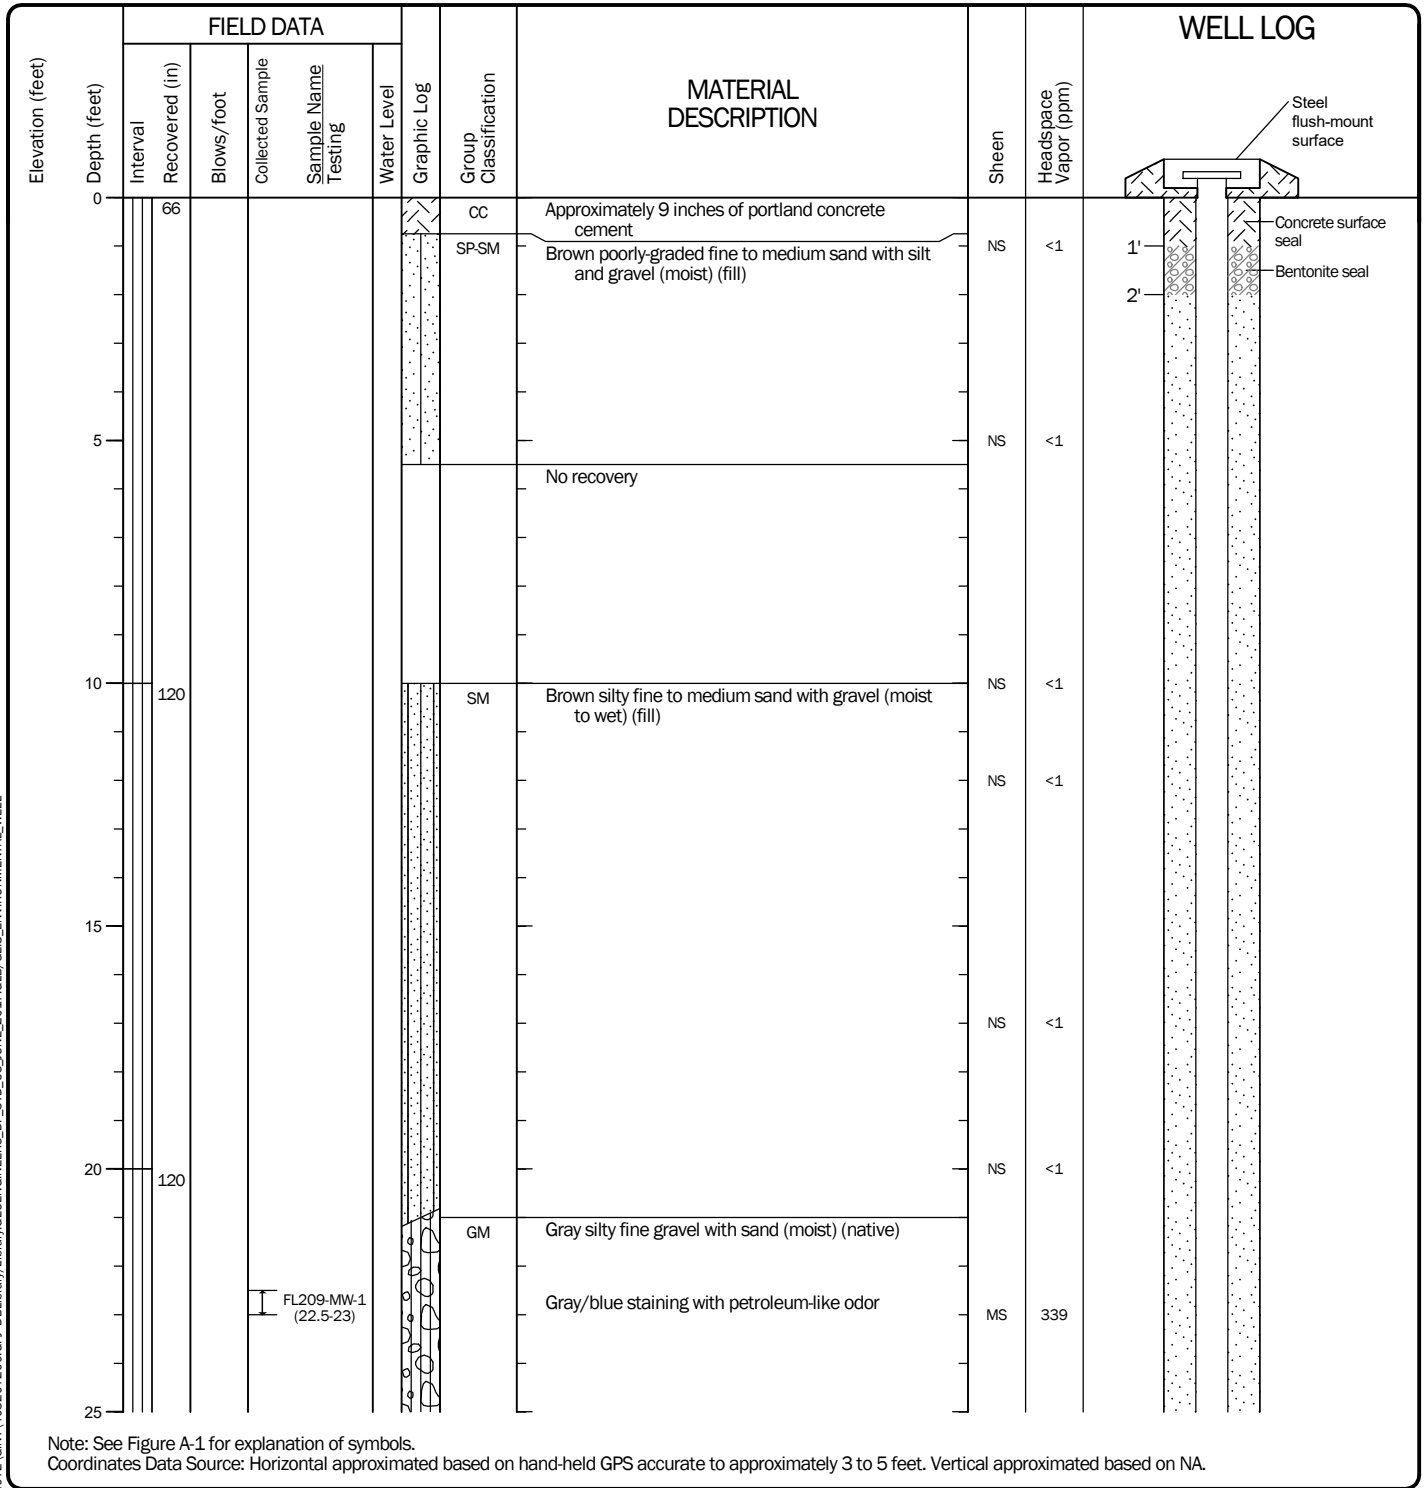 FIELD DATA
WELL LOG
Elevation (feet)
Depth (feet)
Interval
Recovered (in)
Blows/foot
Collected Sample
Sample Name
Testing
Water Level
Graphic Log
Group
Classification
MATERIAL
DESCRIPTION
Sheen
Headspace
Vapor (ppm)
Steel
flush-mount
surface
0
66
CC
Approximately 9 inches of portland concrete
cement
Concrete surface
seal
SP-SM
Brown poorly-graded fine to medium sand with silt
and gravel (moist) (fill)
NS
<1
1'
Bentonite seal
2'
5
NS
<1
No recovery
10
120
SM
Brown silty fine to medium sand with gravel (moist
to wet) (fill)
NS
<1
NS
<1
15
NS
<1
20
120
NS
<1
GM
Gray silty fine gravel with sand (moist) (native)
FL209-MW-1
(22.5-23)
Gray/blue staining with petroleum-like odor
MS
339
25
Note: See Figure A-1 for explanation of symbols.
Coordinates Data Source: Horizontal approximated based on hand-held GPS accurate to approximately 3 to 5 feet. Vertical approximated based on NA.